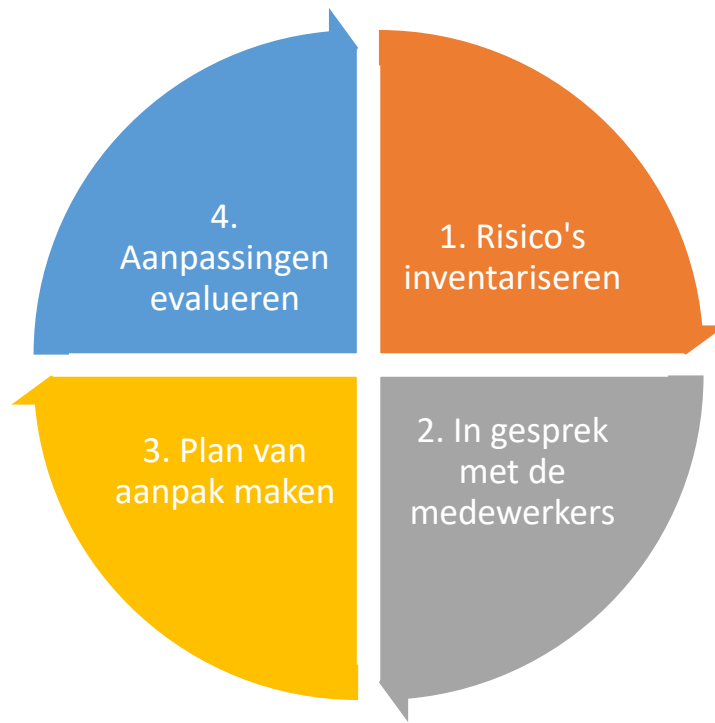 1. Risico's
inventariseren
2. In gesprek
met de
medewerkers
3. Plan van
aanpak maken
4.
Aanpassingen
evalueren